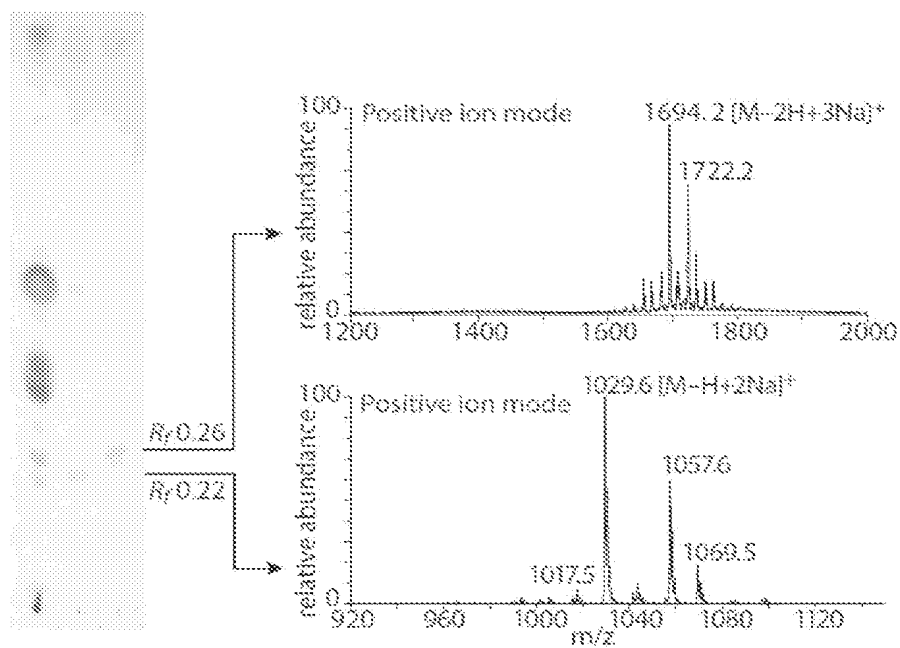 100
Positive ion mode
1694.2 [M-2H+3Na]+
1722.2
relative abundance
0
1200 1400 1600 1800 2000
Rf 0.26
Rf 0.22
100
Positive ion mode
1029.6 [M-H+2Na]+
1057.6
1069.5
1017.5
relative abundance
0
920 960 1000 1040 1080 1120
m/z